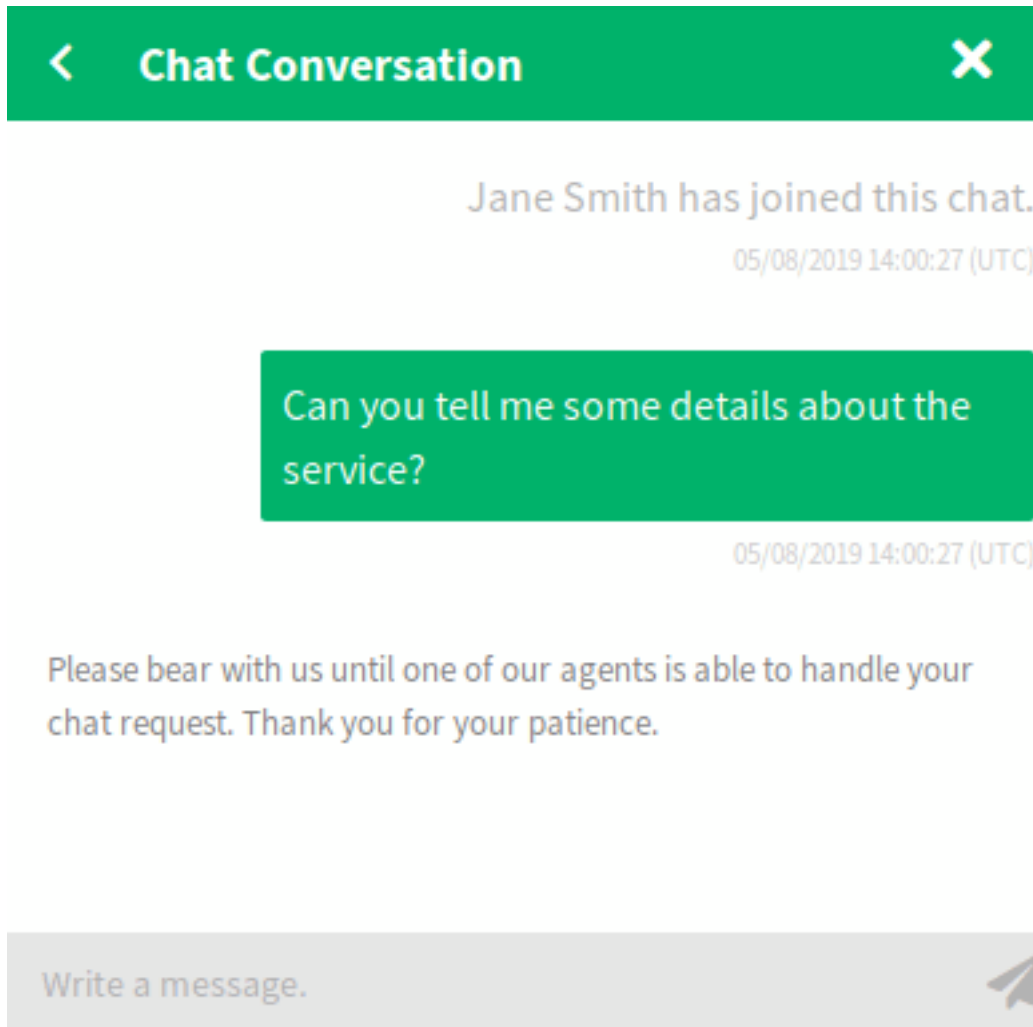 Chat Conversation
Jane Smith has joined this chat.
05/08/2019 14:00:27 (UTC)
Can you tell me some details about the
service?
05/08/2019 14:00:27 (UTC)
Please bear with us until one of our agents is able to handle your
chat request. Thank you for your patience.
Write a message.